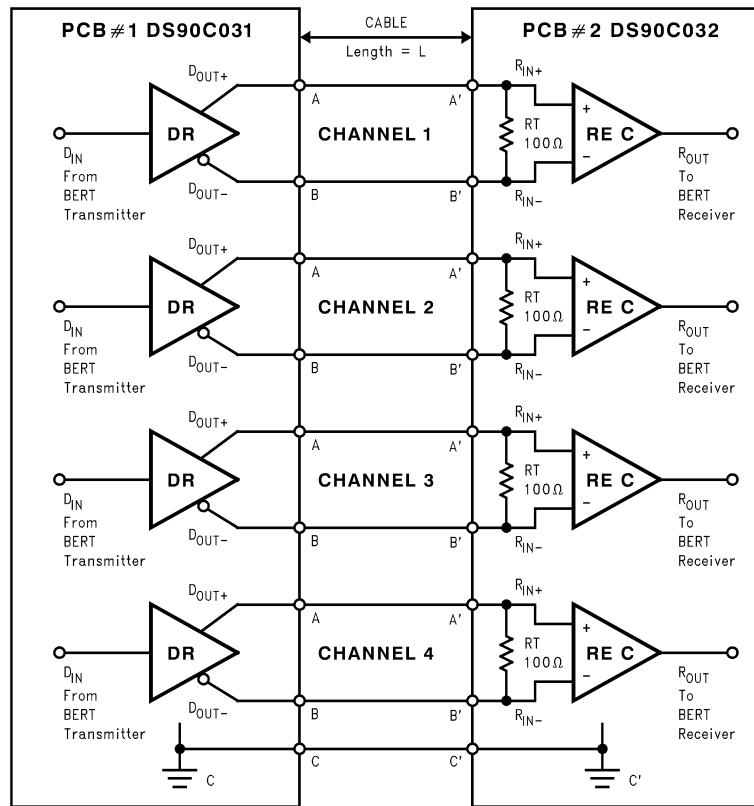 PCB#1 DS90C031
CABLE
Length = L
PCB#2 DS90C032
DOUT+
DR
DIN
From
BERT
Transmitter
DOUT−
A
CHANNEL 1
B
A'
B'
RIN+
RT
100Ω
RIN−
+
−
REC
ROUT
To
BERT
Receiver
DOUT+
DR
DIN
From
BERT
Transmitter
DOUT−
A
CHANNEL 2
B
A'
B'
RIN+
RT
100Ω
RIN−
+
−
REC
ROUT
To
BERT
Receiver
DOUT+
DR
DIN
From
BERT
Transmitter
DOUT−
A
CHANNEL 3
B
A'
B'
RIN+
RT
100Ω
RIN−
+
−
REC
ROUT
To
BERT
Receiver
DOUT+
DR
DIN
From
BERT
Transmitter
DOUT−
A
CHANNEL 4
B
A'
B'
RIN+
RT
100Ω
RIN−
+
−
REC
ROUT
To
BERT
Receiver
C
C
C'
C'